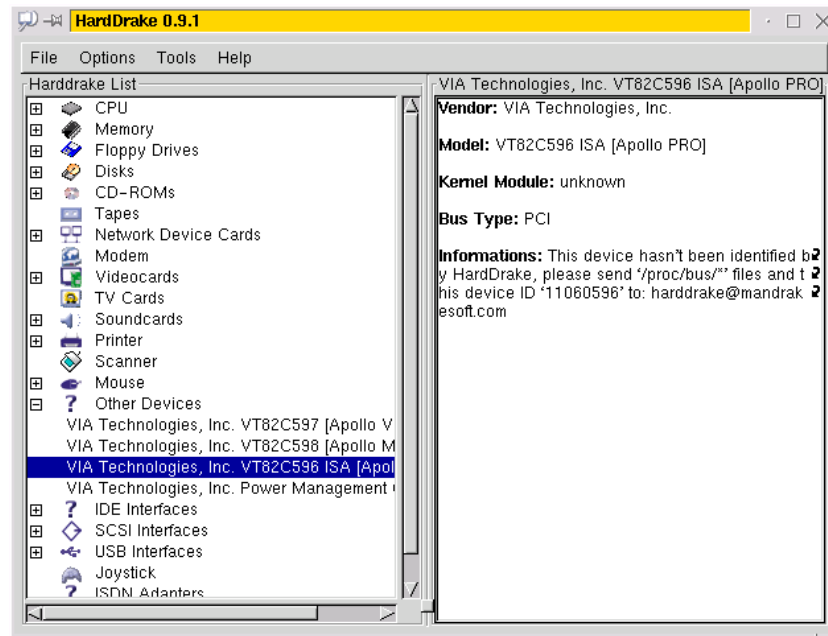 HardDrake 0.9.1
File Options Tools Help
Harddrake List
CPU
Memory
Floppy Drives
Disks
CD-ROMs
Tapes
Network Device Cards
Modem
Videocards
TV Cards
Soundcards
Printer
Scanner
Mouse
Other Devices
VIA Technologies, Inc. VT82C597 [Apollo V
VIA Technologies, Inc. VT82C598 [Apollo M
VIA Technologies, Inc. VT82C596 ISA [Apol
VIA Technologies, Inc. Power Management
IDE Interfaces
SCSI Interfaces
USB Interfaces
Joystick
ISDN Adapters
VIA Technologies, Inc. VT82C596 ISA [Apollo PRO]
Vendor: VIA Technologies, Inc.
Model: VT82C596 ISA [Apollo PRO]
Kernel Module: unknown
Bus Type: PCI
Informations: This device hasn't been identified b
y HardDrake, please send '/proc/bus/*' files and t
his device ID '11060596' to: harddrake@mandrak
esoft.com